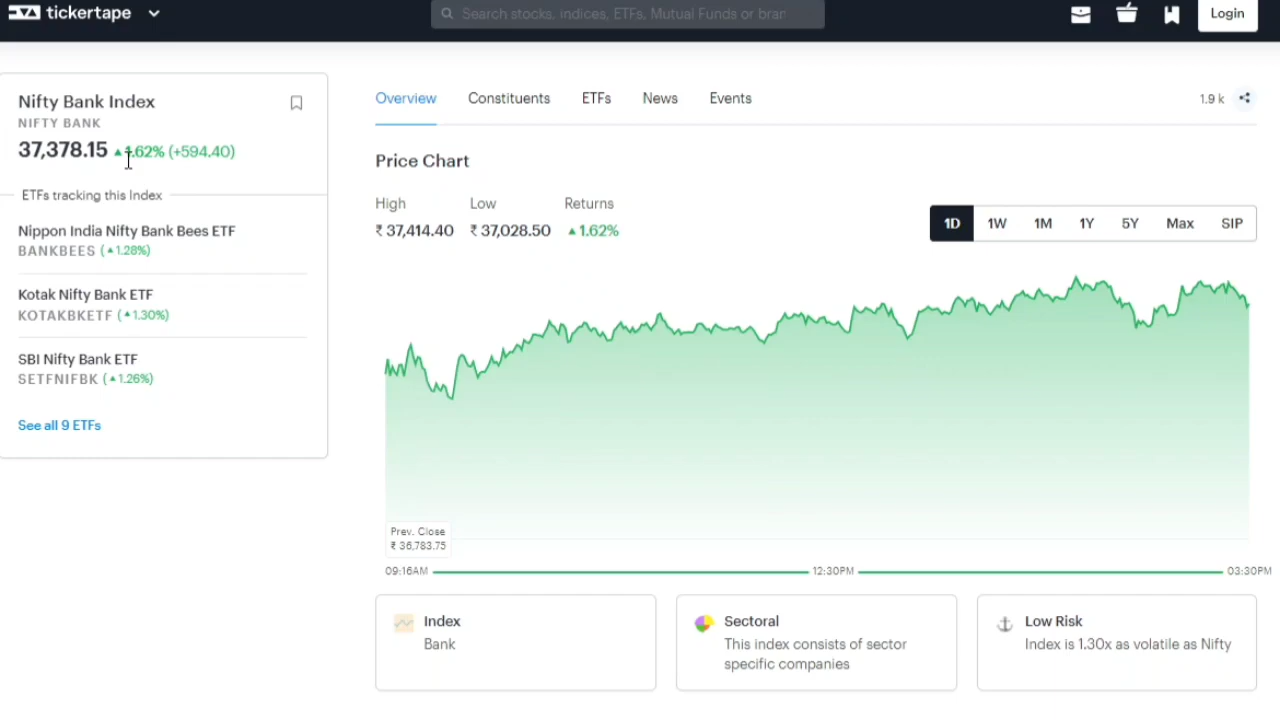 tickertape
Search stocks, indices, ETFs, Mutual Funds or bran
Login
Nifty Bank Index
NIFTY BANK
37,378.15 ▲1.62% (+594.40)
ETFs tracking this Index
Nippon India Nifty Bank Bees ETF
BANKBEES (▲1.28%)
Kotak Nifty Bank ETF
KOTAKBKETF (▲1.30%)
SBI Nifty Bank ETF
SETFNIFBK (▲1.26%)
See all 9 ETFs
Overview Constituents ETFs News Events
1.9 k
Price Chart
High Low Returns
₹ 37,414.40 ₹ 37,028.50 ▲1.62%
1D 1W 1M 1Y 5Y Max SIP
Prev. Close
₹ 36,783.75
09:16AM 12:30PM 03:30PM
Index
Bank
Sectoral
This index consists of sector
specific companies
Low Risk
Index is 1.30x as volatile as Nifty